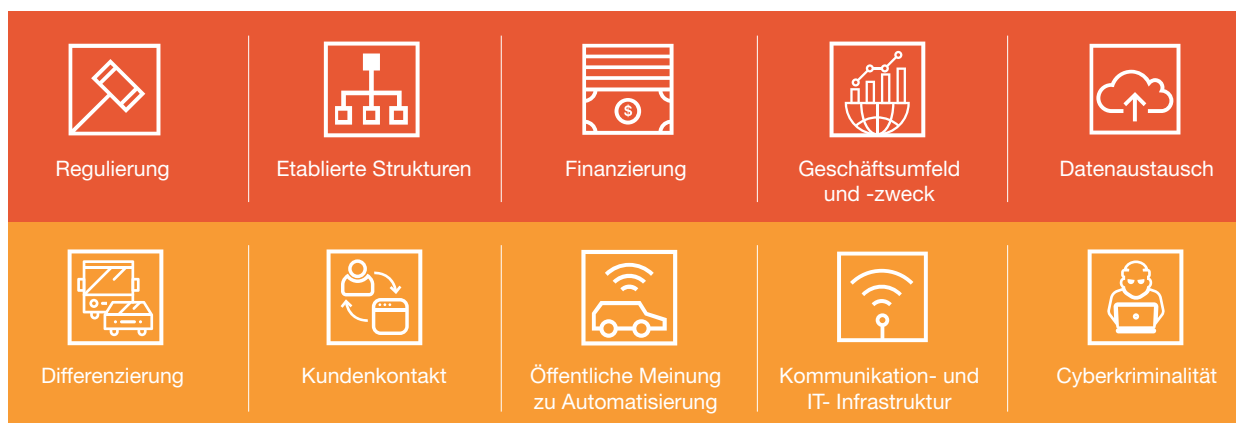 $
Regulierung
Etablierte Strukturen
Finanzierung
Geschäftsumfeld
und -zweck
Datenaustausch
Differenzierung
Kundenkontakt
Öffentliche Meinung
zu Automatisierung
Kommunikation- und
IT- Infrastruktur
Cyberkriminalität